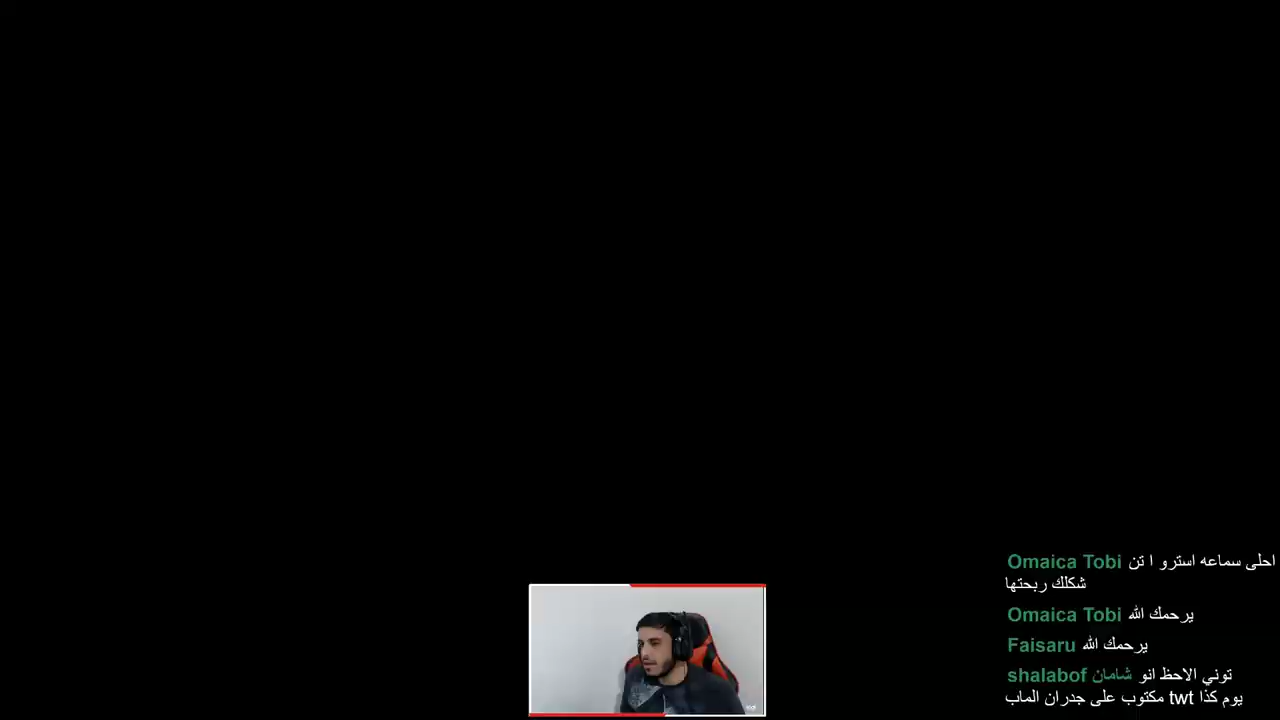 Omaica Tobi احلى سماعه استرو ا تن
شكلك ربحتها
Omaica Tobi يرحمك الله
Faisaru يرحمك الله
shalabof شامان توني الاحظ انو
يوم كذا twt مكتوب على جدران الماب